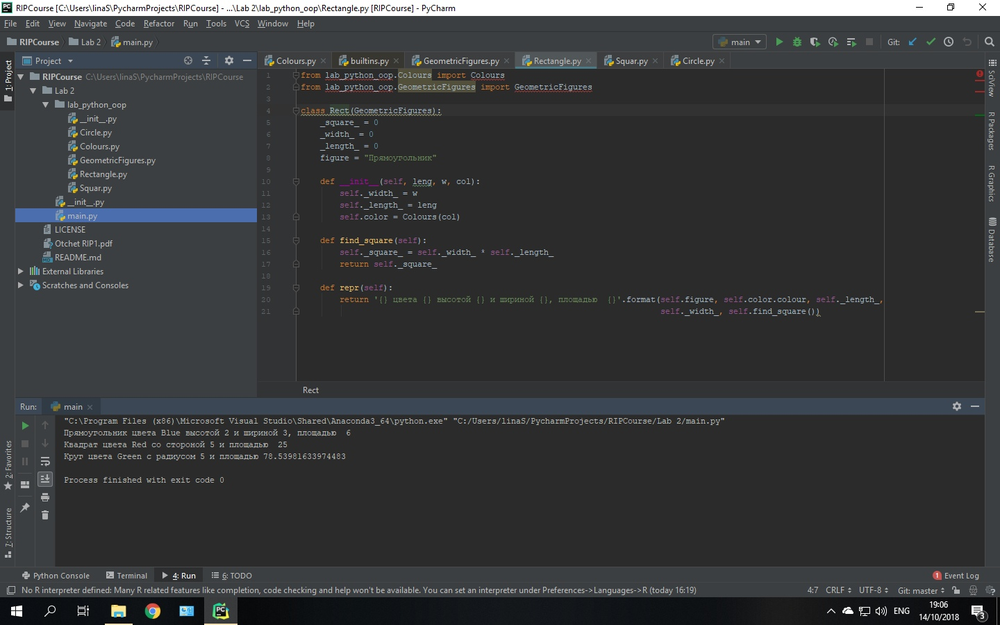 RIPCourse [C:\Users\linaS\PycharmProjects\RIPCourse] - ...\Lab 2\lab_python_oop\Rectangle.py [RIPCourse] - PyCharm
File Edit View Navigate Code Refactor Run Tools VCS Window Help
RIPCourse Lab 2 main.py main Git:
Project
Colours.py builtins.py GeometricFigures.py Rectangle.py Squar.py Circle.py
1: Project
RIPCourse C:\Users\linaS\PycharmProjects\RIPCourse
Lab 2
lab_python_oop
__init__.py
Circle.py
Colours.py
GeometricFigures.py
Rectangle.py
Squar.py
__init__.py
main.py
LICENSE
Otchet RIP1.pdf
README.md
External Libraries
Scratches and Consoles
1 from lab_python_oop.Colours import Colours
2 from lab_python_oop.GeometricFigures import GeometricFigures
3
4 class Rect(GeometricFigures):
5 _square_ = 0
6 _width_ = 0
7 _length_ = 0
8 figure = "Прямоугольник"
9
10 def __init__(self, leng, w, col):
11 self._width_ = w
12 self._length_ = leng
13 self.color = Colours(col)
14
15 def find_square(self):
16 self._square_ = self._width_ * self._length_
17 return self._square_
18
19 def repr(self):
20 return '{} цвета {} высотой {} и шириной {}, площадью  {}'.format(self.figure, self.color.colour, self._length_,
21 self._width_, self.find_square())
Rect
SciView
R Packages
R Graphics
Database
Run: main
"C:\Program Files (x86)\Microsoft Visual Studio\Shared\Anaconda3_64\python.exe" "C:/Users/linaS/PycharmProjects/RIPCourse/Lab 2/main.py"
Прямоугольник цвета Blue высотой 2 и шириной 3, площадью  6
Квадрат цвета Red со стороной 5 и площадью  25
Круг цвета Green с радиусом 5 и площадью 78.53981633974483
Process finished with exit code 0
2: Favorites
7: Structure
Python Console Terminal 4: Run 6: TODO 1 Event Log
No R interpreter defined: Many R related features like completion, code checking and help won't be available. You can set an interpreter under Preferences->Languages->R (today 16:19) 4:7 CRLF UTF-8 Git: master
ENG 19:06
14/10/2018 3